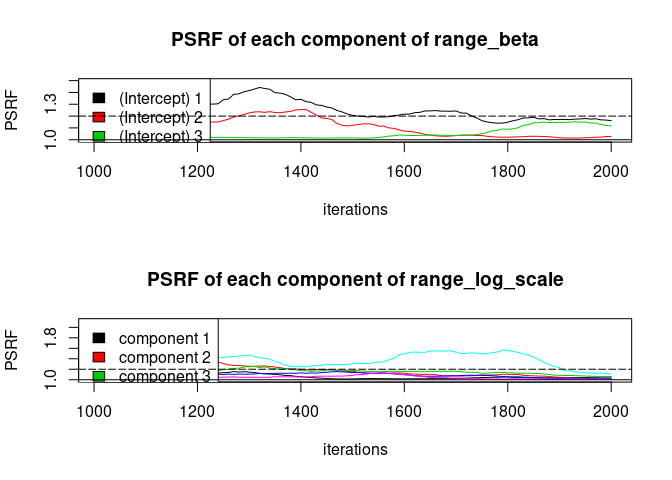 PSRF of each component of range_beta
PSRF
1.3
1.0
(Intercept) 1
(Intercept) 2
(Intercept) 3
1000 1200 1400 1600 1800 2000
iterations
PSRF of each component of range_log_scale
PSRF
1.8
1.0
component 1
component 2
component 3
1000 1200 1400 1600 1800 2000
iterations